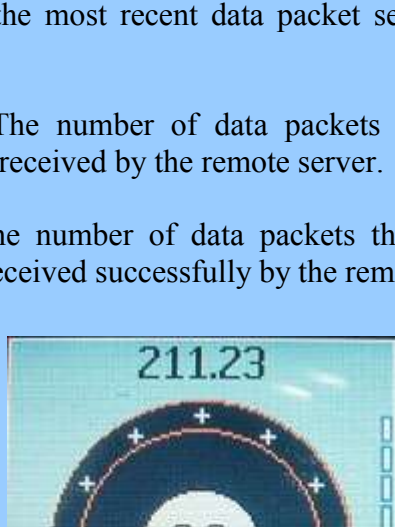 the most recent data packet se
The number of data packets
received by the remote server.
he number of data packets th
eceived successfully by the rem
211.23